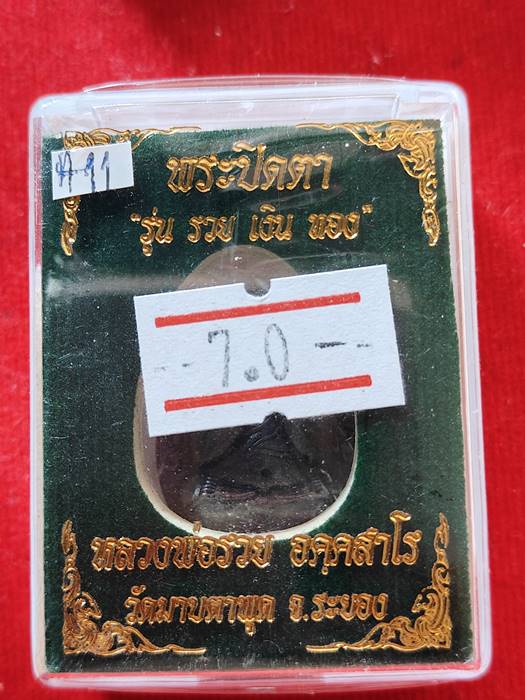 พระปิดตา
"รุ่น รวย เงิน ทอง"
--7.0--
หลวงพ่อรวย อคฺคสาโร
วัดมาบตาพุด จ.ระยอง